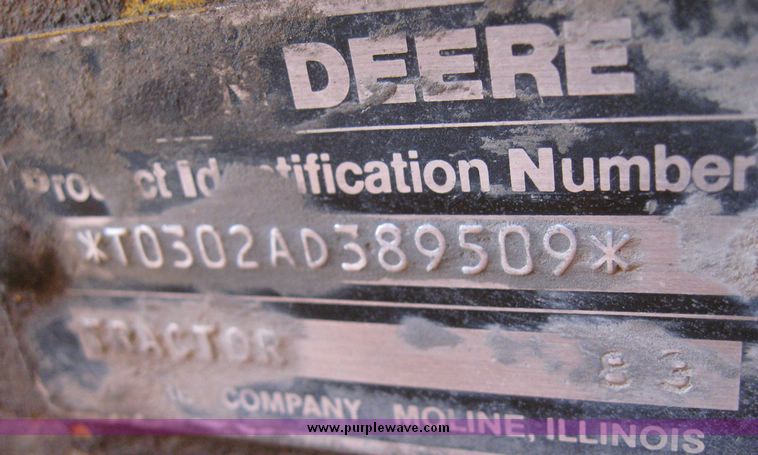 DEERE
Product Identification Number
*T0302AD389509*
TRACTOR 83
COMPANY MOLINE, ILLINOIS
www.purplewave.com